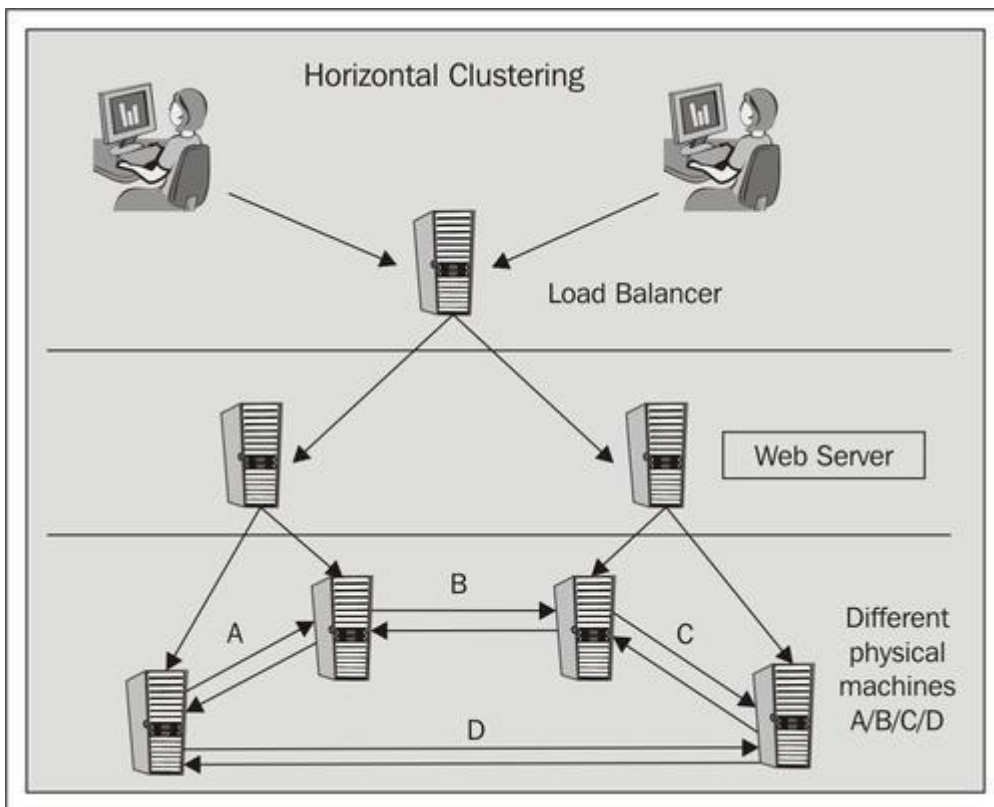 Horizontal Clustering
Load Balancer
Web Server
B
A
C
Different
physical
machines
A/B/C/D
D